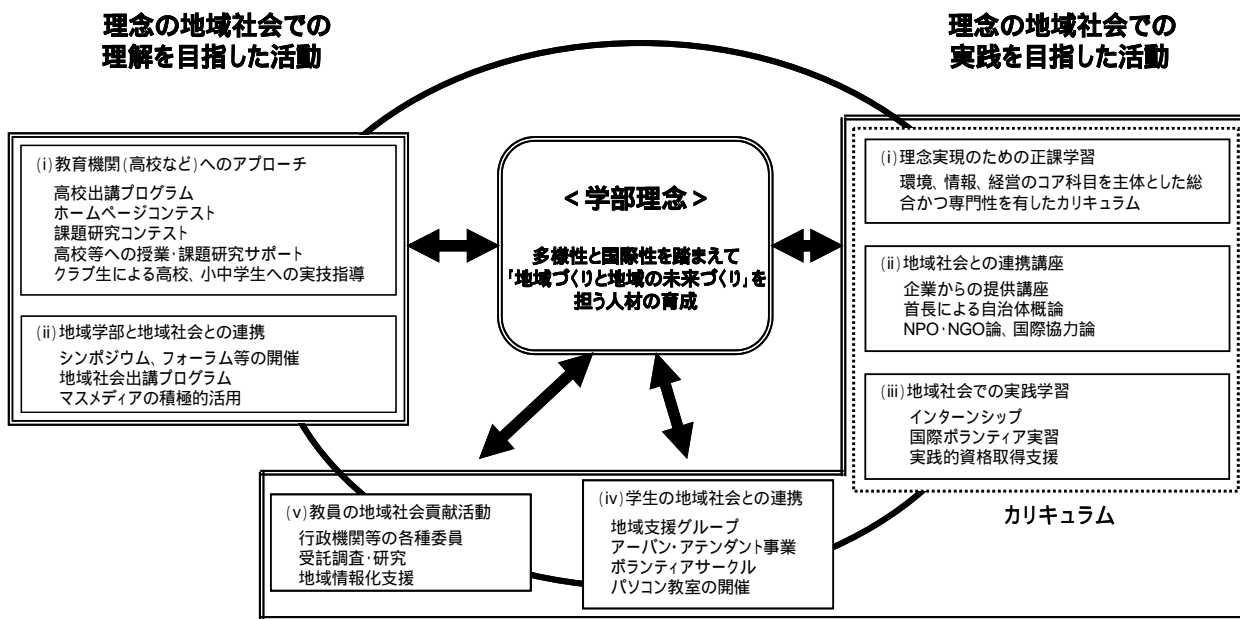 理念の地域社会での
理解を目指した活動
理念の地域社会での
実践を目指した活動
(i)教育機関(高校など)へのアプローチ
高校出講プログラム
ホームページコンテスト
課題研究コンテスト
高校等への授業・課題研究サポート
クラブ生による高校、小中学生への実技指導
(ii)地域学部と地域社会との連携
シンポジウム、フォーラム等の開催
地域社会出講プログラム
マスメディアの積極的活用
<学部理念>
多様性と国際性を踏まえて
「地域づくりと地域の未来づくり」を
担う人材の育成
(i)理念実現のための正課学習
環境、情報、経営のコア科目を主体とした総
合かつ専門性を有したカリキュラム
(ii)地域社会との連携講座
企業からの提供講座
首長による自治体概論
NPO・NGO論、国際協力論
(iii)地域社会での実践学習
インターンシップ
国際ボランティア実習
実践的資格取得支援
カリキュラム
(v)教員の地域社会貢献活動
行政機関等の各種委員
受託調査・研究
地域情報化支援
(iv)学生の地域社会との連携
地域支援グループ
アーバン・アテンダント事業
ボランティアサークル
パソコン教室の開催